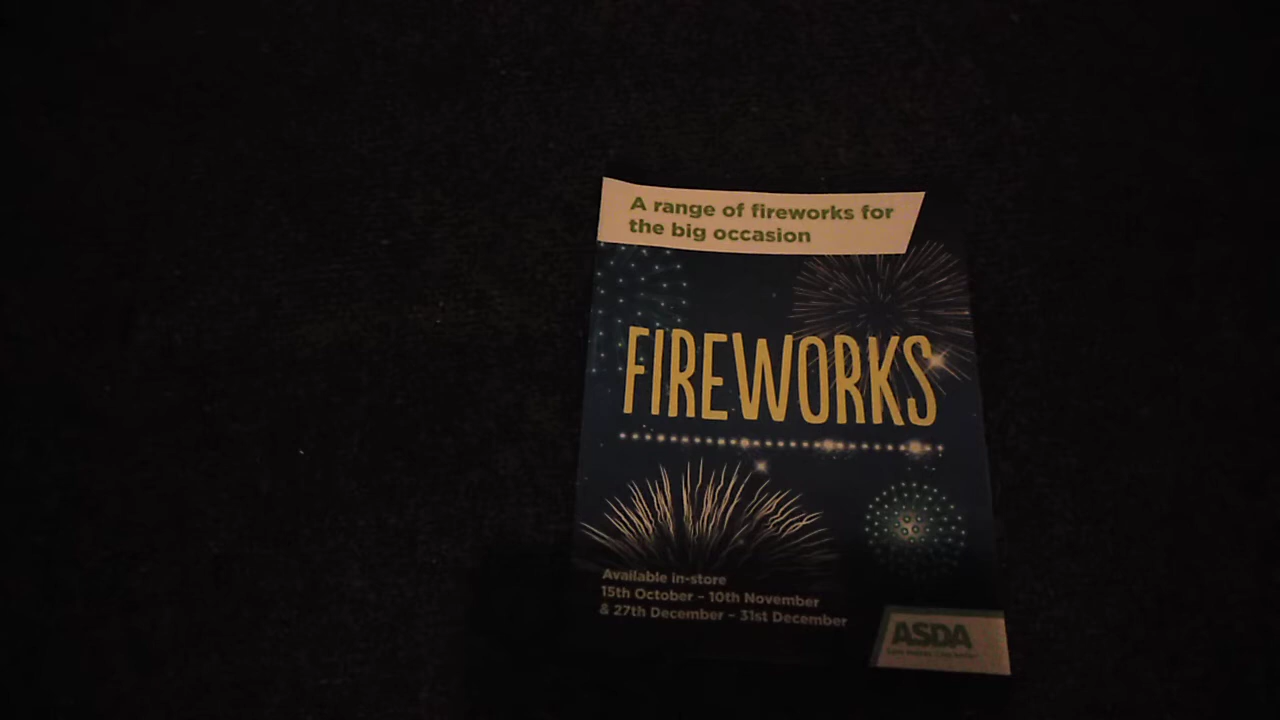 A range of fireworks for
the big occasion
FIREWORKS
Available in-store
15th October – 10th November
& 27th December – 31st December
ASDA